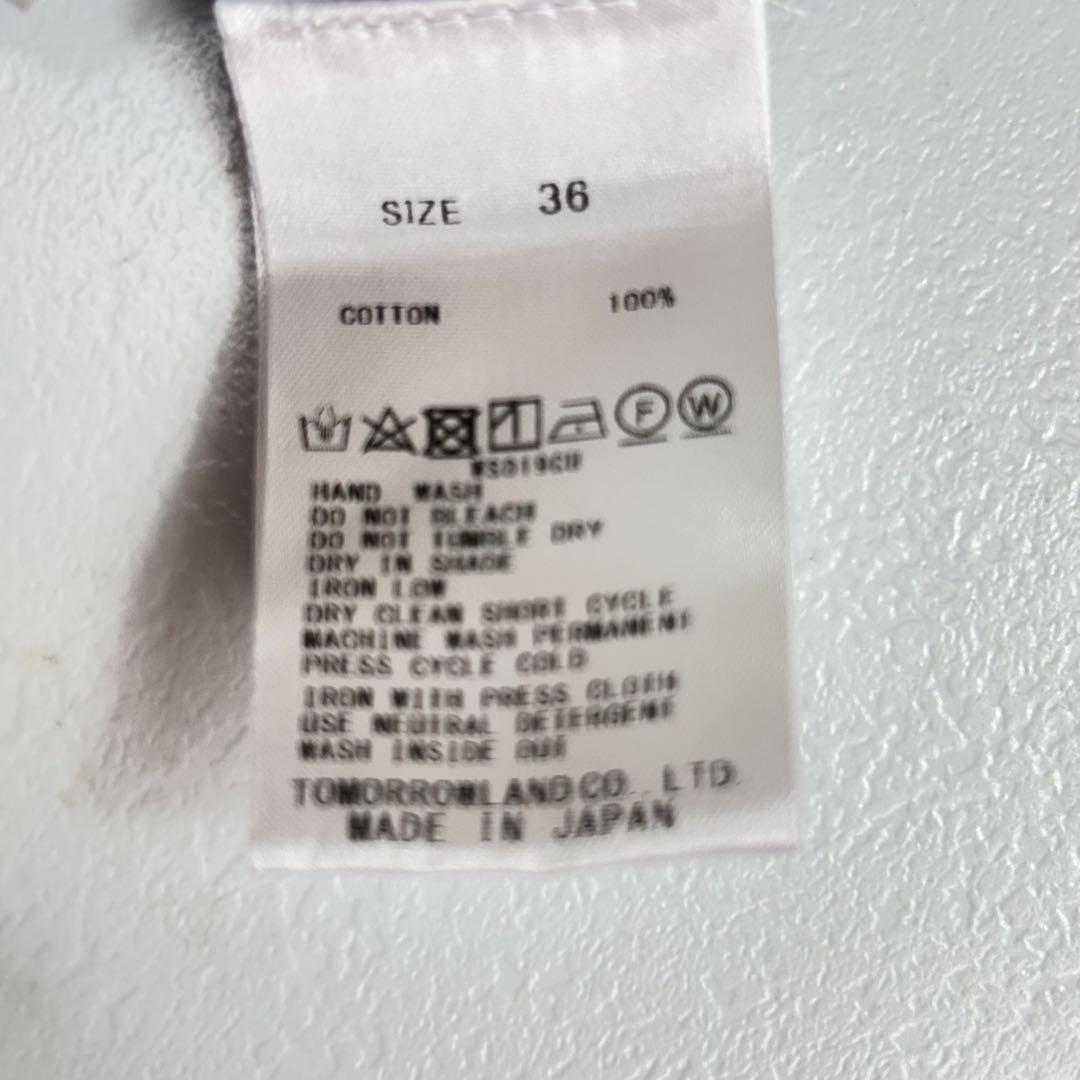 SIZE 36
COTTON 100%
F W
HAND WASH
DO NOT BLEACH
DO NOT TUMBLE DRY
DRY IN SHADE
IRON LOW
DRY CLEAN SHORT CYCLE
MACHINE WASH PERMANENT
PRESS CYCLE COLD
IRON WITH PRESS CLOTH
USE NEUTRAL DETERGENT
WASH INSIDE OUT
TOMORROWLAND CO., LTD.
MADE IN JAPAN